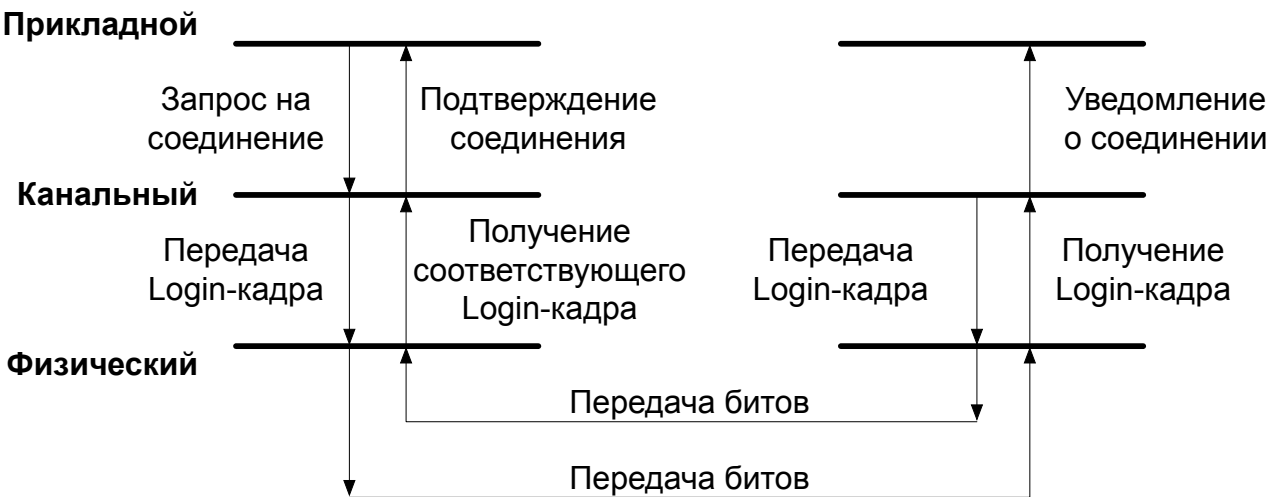 Прикладной
Запрос на
соединение
Подтверждение
соединения
Уведомление
о соединении
Канальный
Передача
Login-кадра
Получение
соответствующего
Login-кадра
Передача
Login-кадра
Получение
Login-кадра
Физический
Передача битов
Передача битов